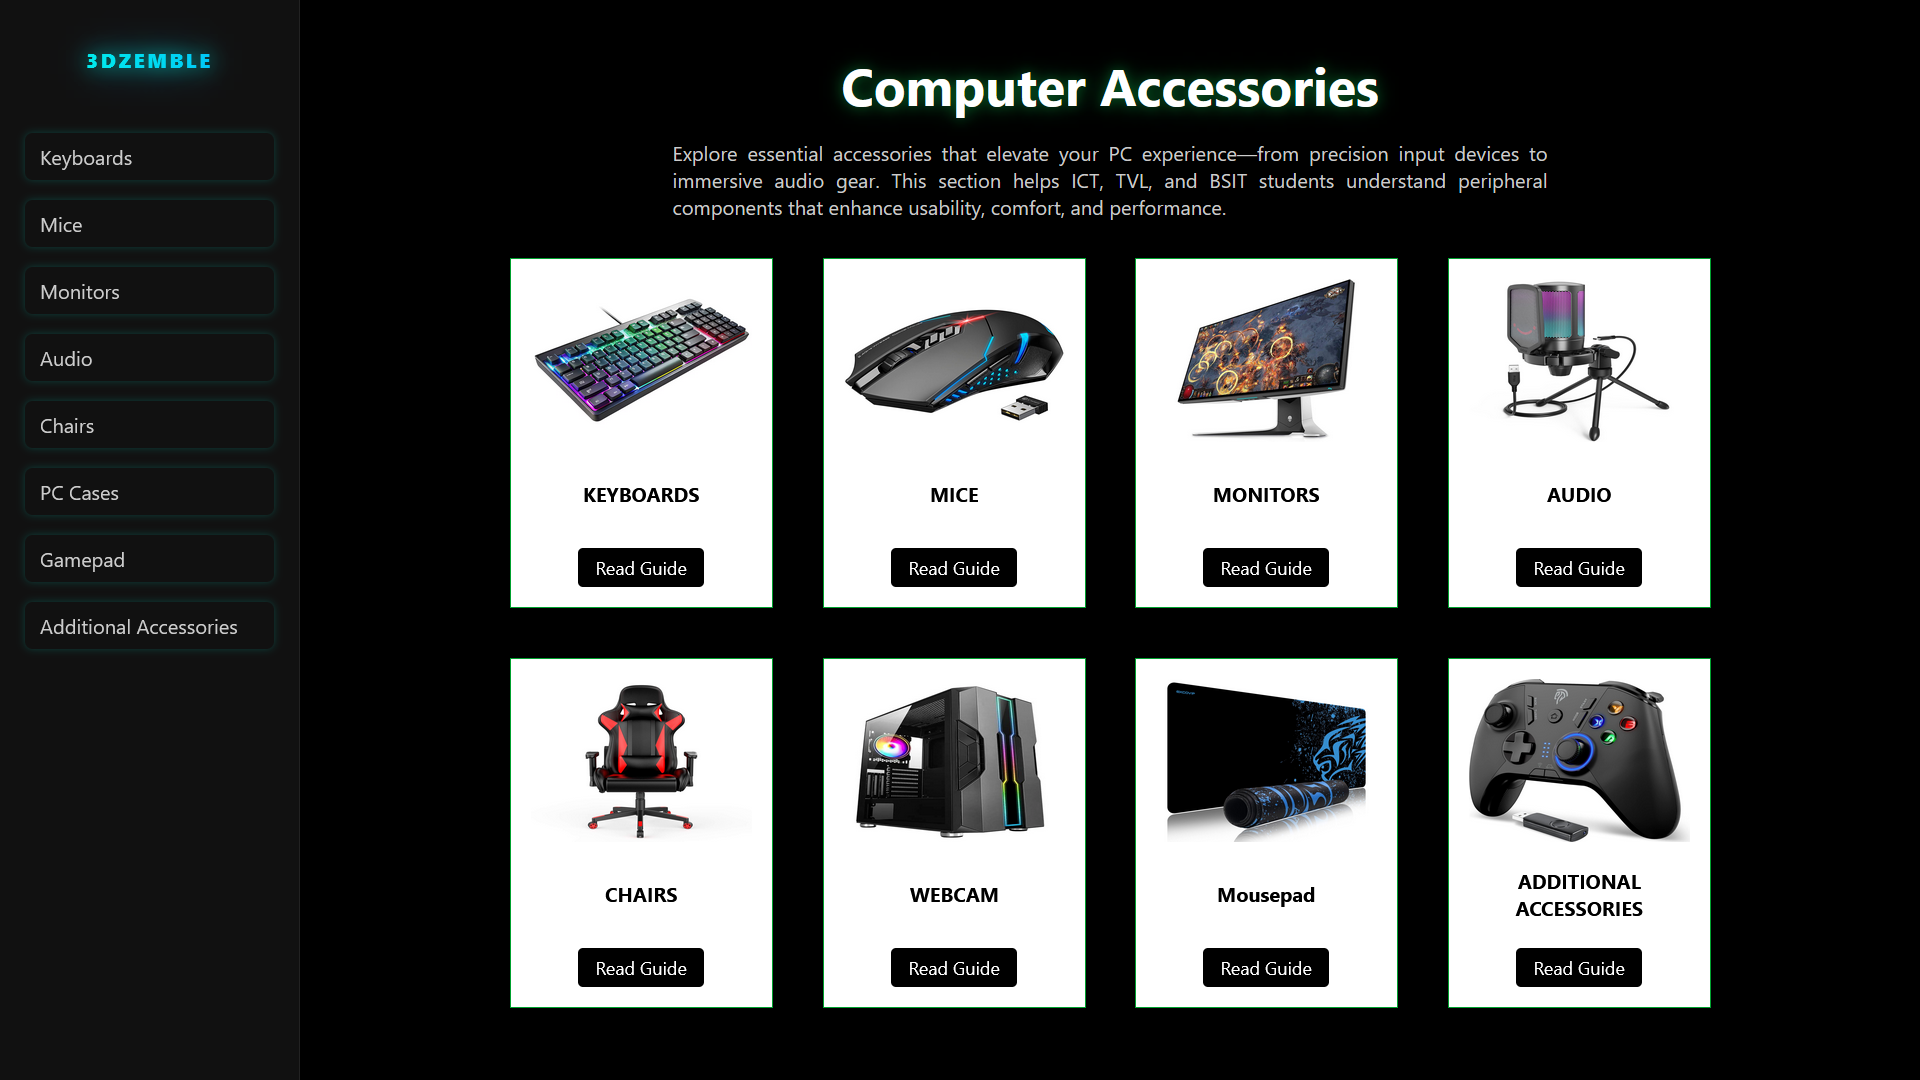 3DZEMBLE
Keyboards
Mice
Monitors
Audio
Chairs
PC Cases
Gamepad
Additional Accessories
Computer Accessories
Explore essential accessories that elevate your PC experience—from precision input devices to
immersive audio gear. This section helps ICT, TVL, and BSIT students understand peripheral
components that enhance usability, comfort, and performance.
KEYBOARDS
Read Guide
MICE
Read Guide
MONITORS
Read Guide
AUDIO
Read Guide
CHAIRS
Read Guide
WEBCAM
Read Guide
Mousepad
Read Guide
ADDITIONAL
ACCESSORIES
Read Guide